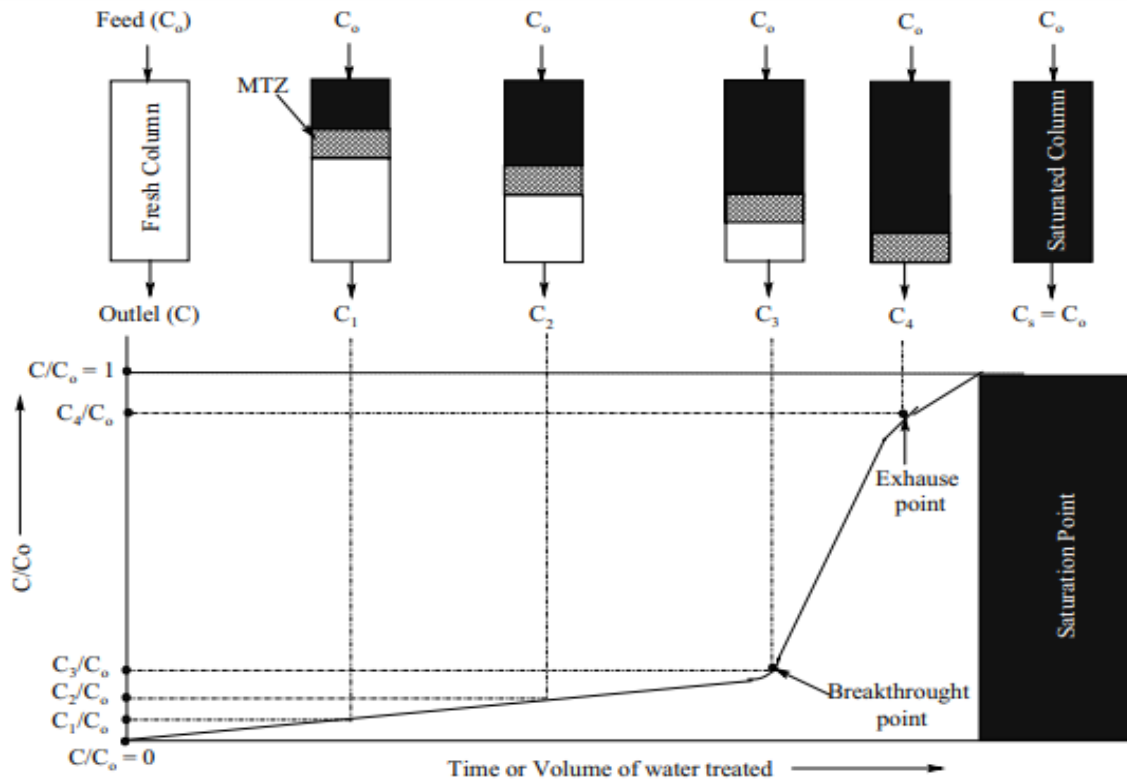 Feed (Cₒ)
Cₒ
Cₒ
Cₒ
Cₒ
Cₒ
MTZ
Fresh Column
Saturated Column
Outlel (C)
C₁
C₂
C₃
C₄
Cₛ = Cₒ
C/Cₒ = 1
C₄/Cₒ
Exhause
point
C/Co
Saturation Point
C₃/Cₒ
C₂/Cₒ
C₁/Cₒ
Breakthrought
point
C/Cₒ = 0
Time or Volume of water treated